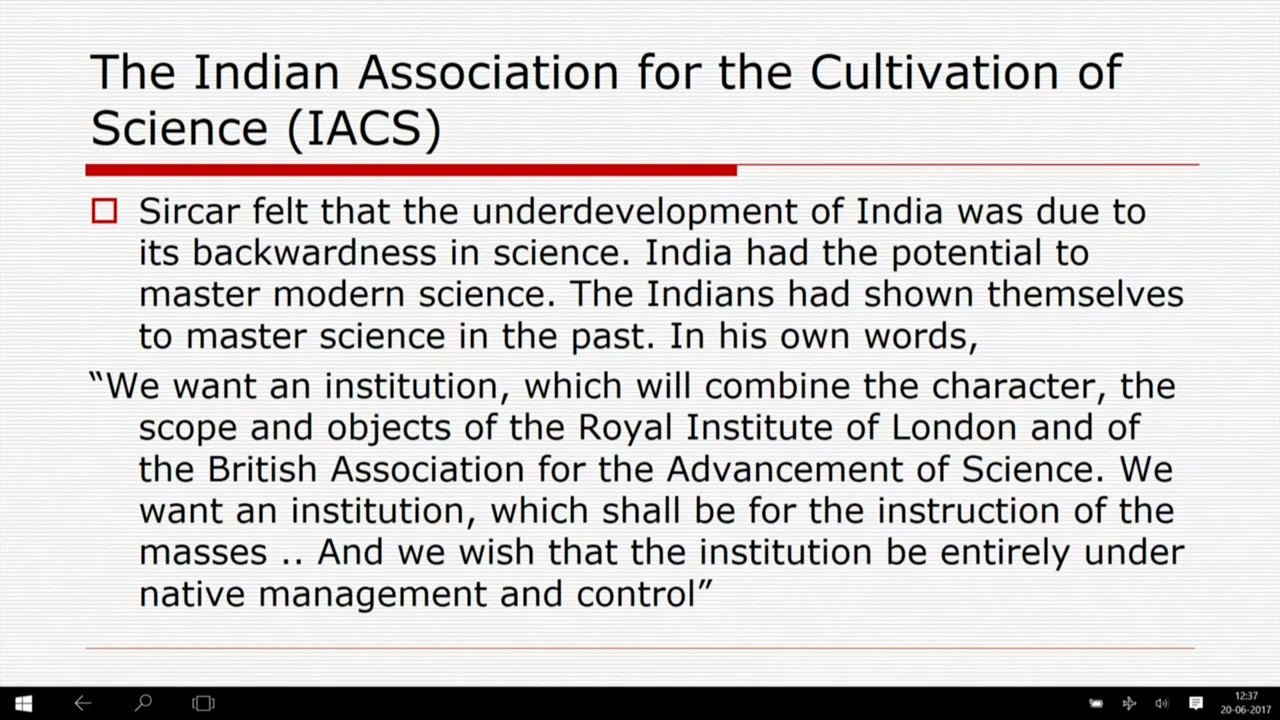 The Indian Association for the Cultivation of
Science (IACS)
Sircar felt that the underdevelopment of India was due to
its backwardness in science. India had the potential to
master modern science. The Indians had shown themselves
to master science in the past. In his own words,
“We want an institution, which will combine the character, the
scope and objects of the Royal Institute of London and of
the British Association for the Advancement of Science. We
want an institution, which shall be for the instruction of the
masses .. And we wish that the institution be entirely under
native management and control”
12:37
20-06-2017